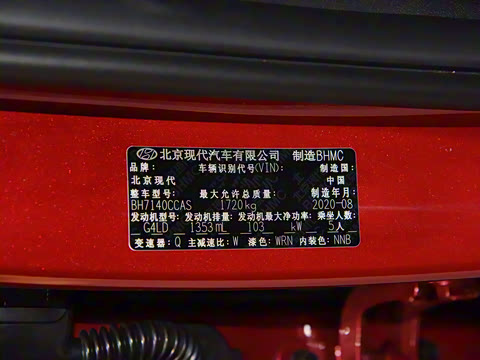 北京现代汽车有限公司 制造BHMC
品牌: 车辆识别代号(VIN): 制造国:
北京现代 中国
整车型号: 最大允许总质量: 制造年月:
BH7140CCAS 1720kg 2020-08
发动机型号: 发动机排量: 发动机最大净功率: 乘坐人数:
G4LD 1353mL 103 kW 5人
变速器: Q 主减速比: W 漆色: WRN 内装色: NNB